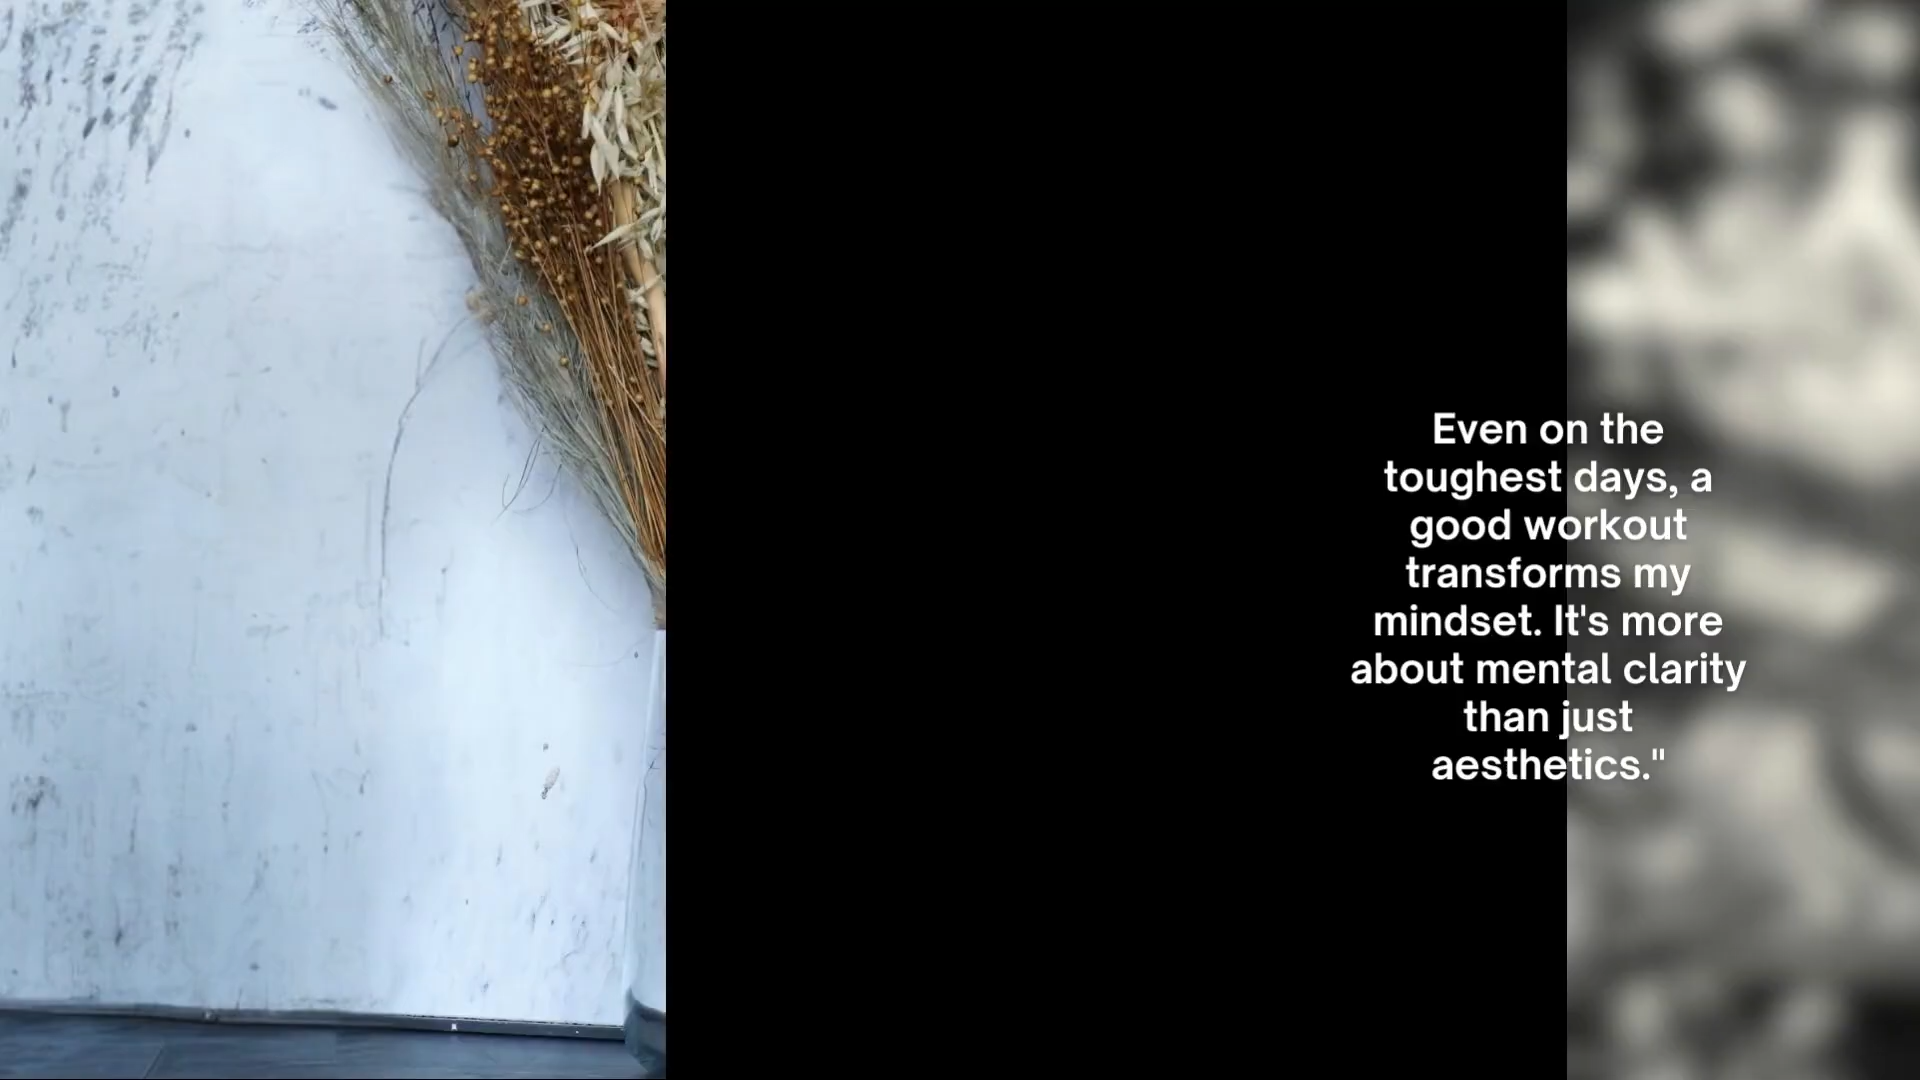 Even on the
toughest days, a
good workout
transforms my
mindset. It's more
about mental clarity
than just
aesthetics."